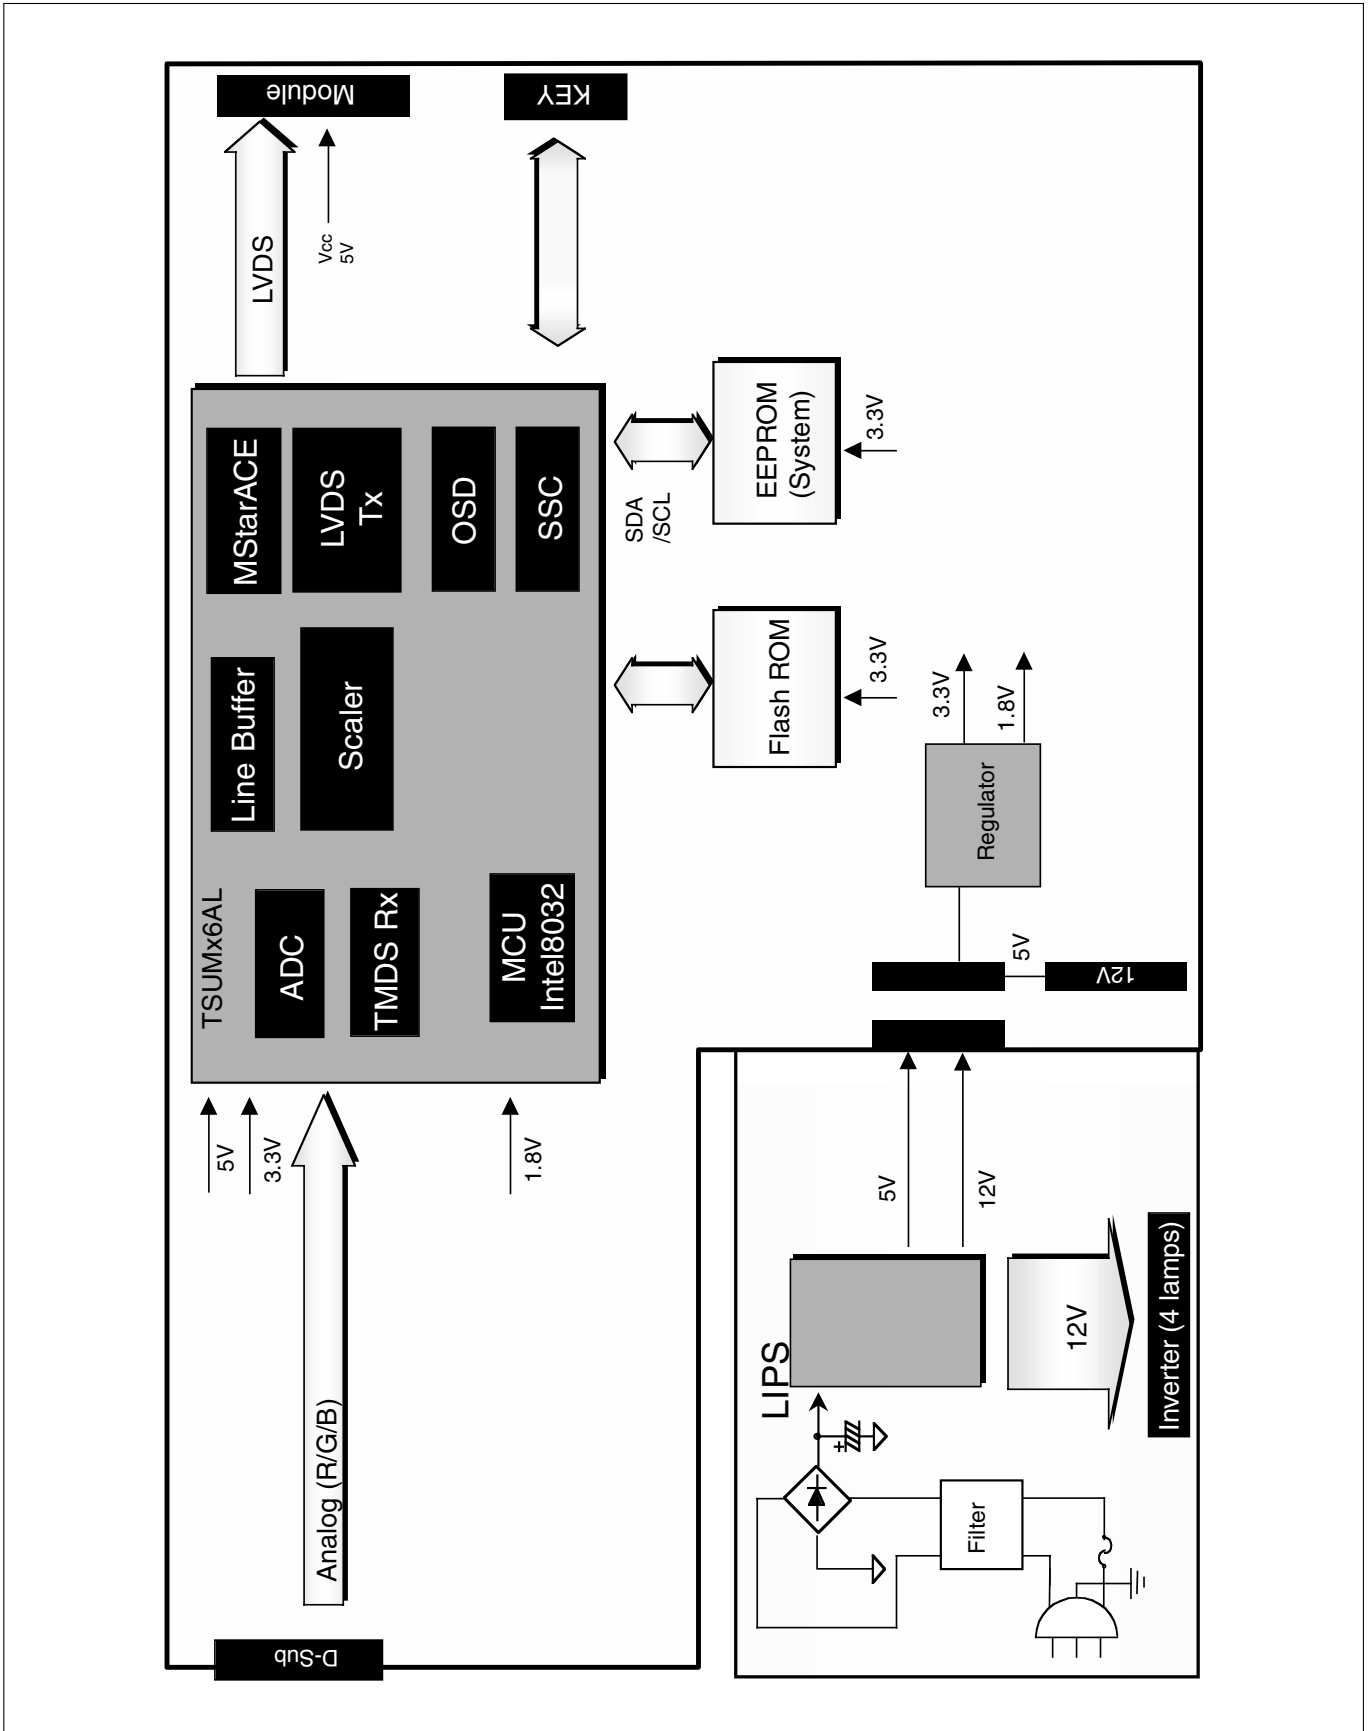 D-Sub
Analog (R/G/B)
5V
3.3V
1.8V
TSUMx6AL
ADC
TMDS Rx
MCU
Intel8032
Line Buffer
Scaler
MStarACE
LVDS
Tx
OSD
SSC
LVDS
Module
Vcc
5V
KEY
SDA
/SCL
Flash ROM
3.3V
EEPROM
(System)
3.3V
LIPS
Filter
5V
12V
12V
Inverter (4 lamps)
5V
12V
Regulator
3.3V
1.8V
+